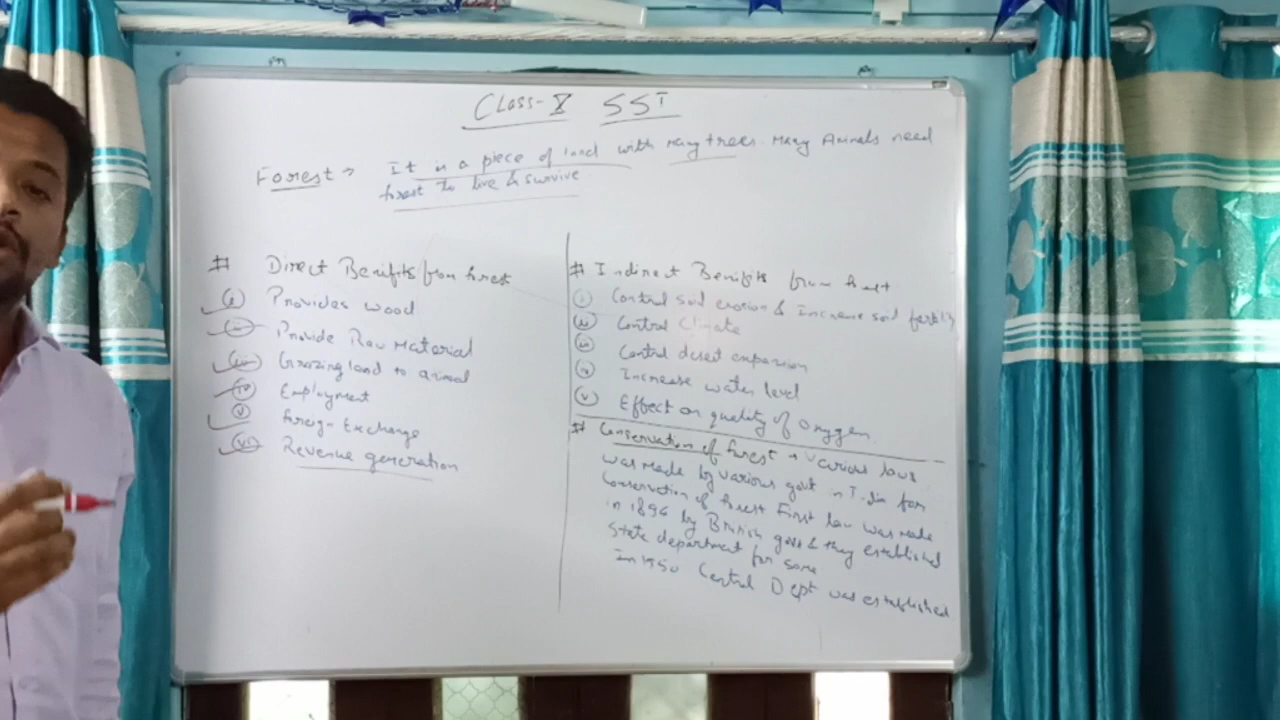 Class-X SST
Forest → It is a piece of land with many trees. Many Animals need
forest to live & survive
# Direct Benifits from forest
(i) Provides wood
(ii) Provide Raw Material
(iii) Grazing land to animal
(iv) Employment
(v) Foreign Exchange
(vi) Revenue generation
# Indirect Benifits from forest
(i) Control soil erotion & Increase soil fertility
(ii) Control Climate
(iii) Control desert expansion
(iv) Increase water level
(v) Effect on quality of Oxygen.
# Conservation of forest → Various laws
was made by various govt in India for
Conservation of forest First law was made
in 1894 by British govt & they established
State department for same
In 1950 Central Dept was established